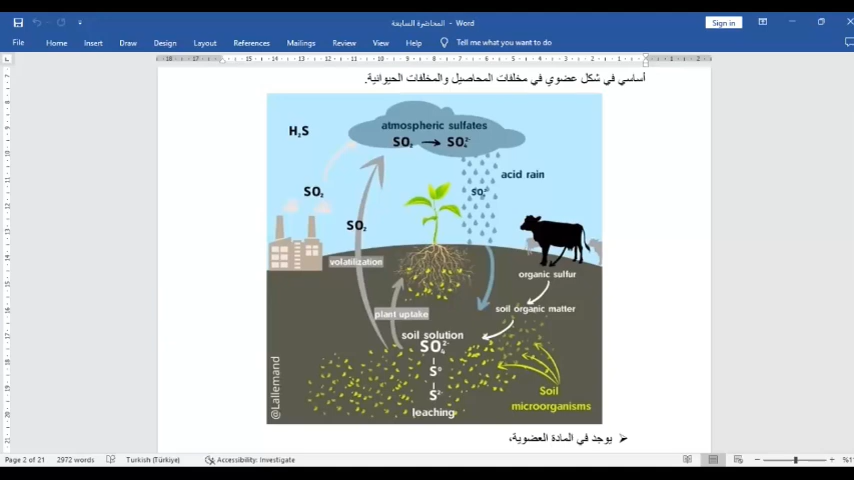 المحاضرة السابعة - Word
Sign in
File Home Insert Draw Design Layout References Mailings Review View Help Tell me what you want to do
أساسي في شكل عضوي في مخلفات المحاصيل والمخلفات الحيوانية.
atmospheric sulfates
H₂S
SO₂ → SO₄²⁻
acid rain
SO₂
SO₄²⁻
SO₂
volatilization
organic sulfur
plant uptake
soil organic matter
soil solution
SO₄²⁻
S⁰
S²⁻
leaching
Soil
microorganisms
@Lallemand
➢ يوجد في المادة العضوية،
Page 2 of 21 2972 words Turkish (Türkiye) Accessibility: Investigate